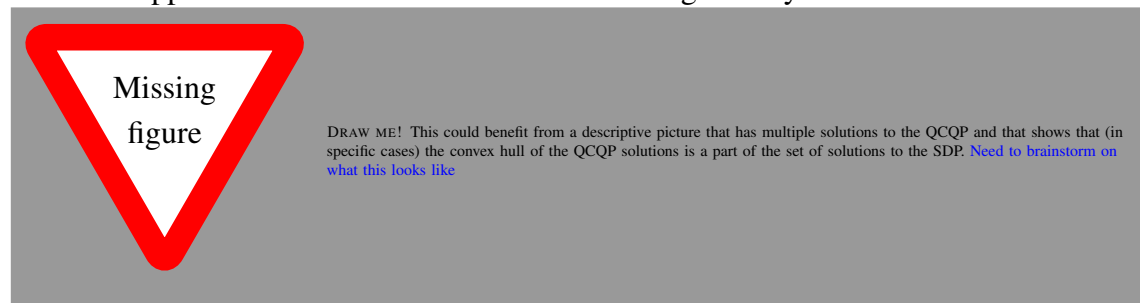 Missing
figure
DRAW ME! This could benefit from a descriptive picture that has multiple solutions to the QCQP and that shows that (in
specific cases) the convex hull of the QCQP solutions is a part of the set of solutions to the SDP. Need to brainstorm on
what this looks like